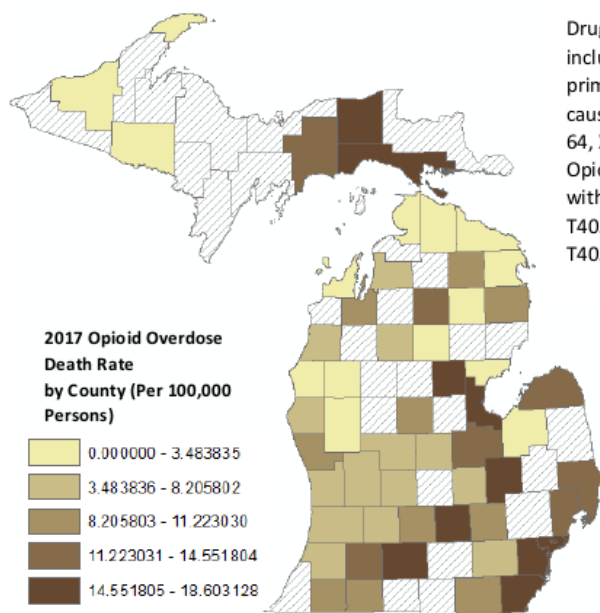 Drug
inclu
prim
caus
64,
Opio
with
T40
T40
2017 Opioid Overdose
Death Rate
by County (Per 100,000
Persons)
0.000000 - 3.483835
3.483836 - 8.205802
8.205803 - 11.223030
11.223031 - 14.551804
14.551805 - 18.603128